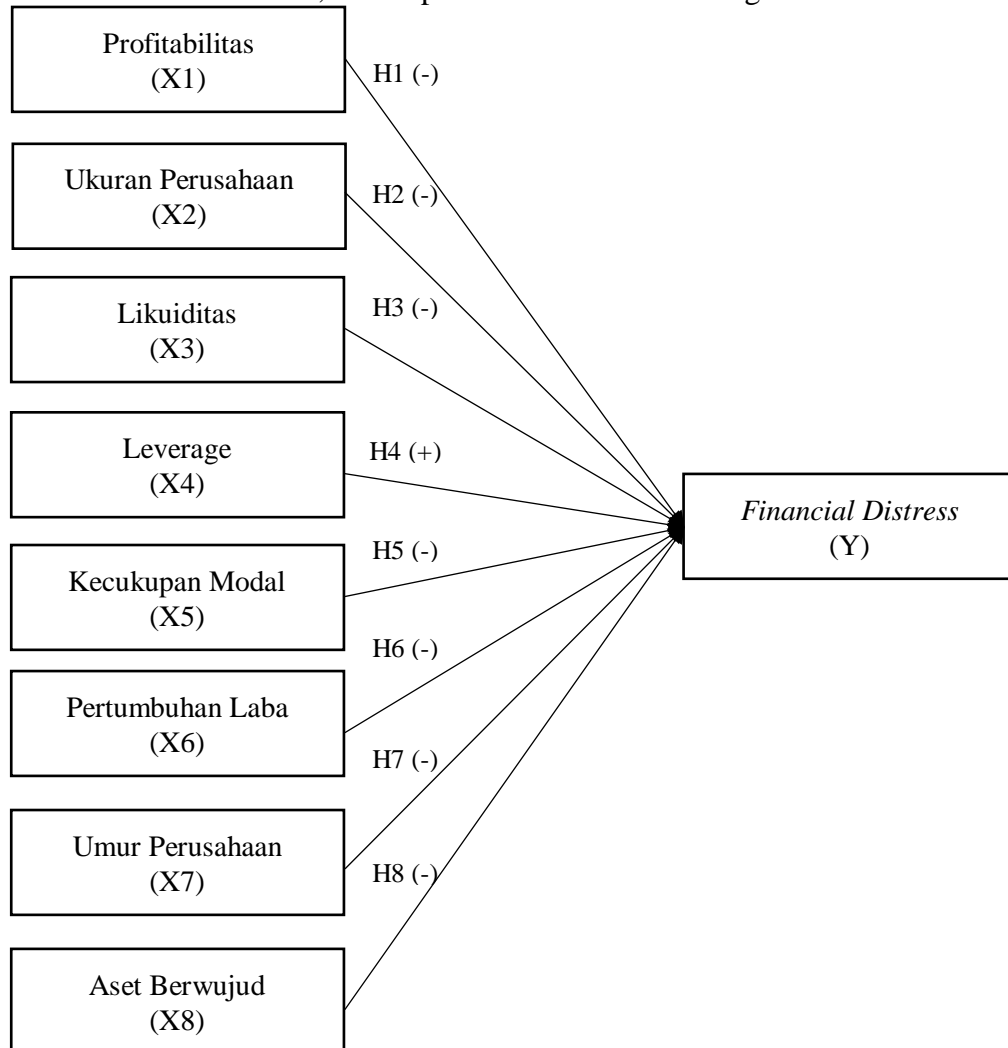 Profitabilitas
(X1)
H1 (-)
Ukuran Perusahaan
(X2)
H2 (-)
Likuiditas
(X3)
H3 (-)
Leverage
(X4)
H4 (+)
Financial Distress
(Y)
Kecukupan Modal
(X5)
H5 (-)
Pertumbuhan Laba
(X6)
H6 (-)
Umur Perusahaan
(X7)
H7 (-)
Aset Berwujud
(X8)
H8 (-)